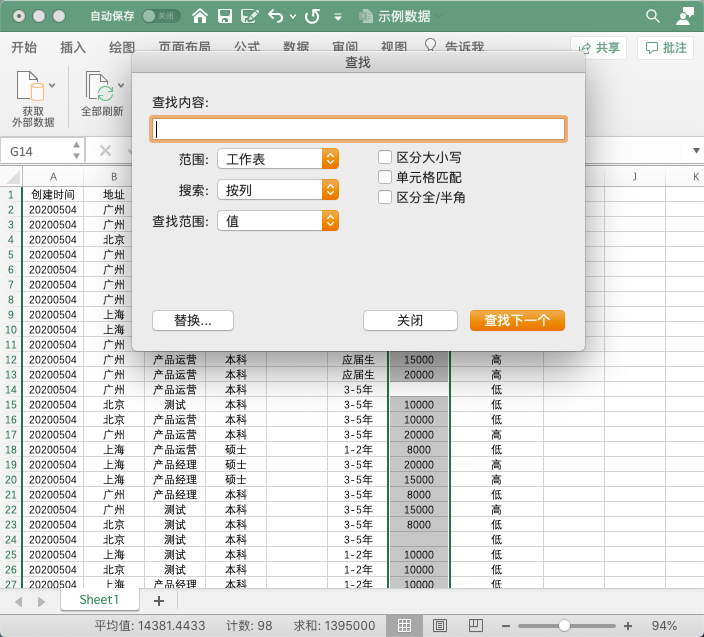 自动保存 关闭 示例数据
开始 插入 绘图 页面布局 公式 数据 审阅 视图 告诉我 共享 批注
获取
外部数据
全部刷新
查找
查找内容:
范围: 工作表
搜索: 按列
查找范围: 值
区分大小写
单元格匹配
区分全/半角
替换... 关闭 查找下一个
G14
A B J K
1 创建时间 地址
2 20200504 广州
3 20200504 广州
4 20200504 北京
5 20200504 广州
6 20200504 广州
7 20200504 广州
8 20200504 广州
9 20200504 上海
10 20200504 上海
11 20200504 广州
12 20200504 广州 产品运营 本科 应届生 15000 高
13 20200504 广州 产品运营 本科 应届生 20000 高
14 20200504 广州 产品运营 本科 3-5年 低
15 20200504 北京 测试 本科 3-5年 10000 低
16 20200504 北京 产品运营 本科 3-5年 10000 低
17 20200504 广州 产品运营 本科 3-5年 20000 高
18 20200504 上海 产品运营 硕士 1-2年 8000 低
19 20200504 上海 产品经理 硕士 3-5年 20000 高
20 20200504 上海 产品经理 硕士 3-5年 15000 高
21 20200504 广州 产品经理 本科 3-5年 8000 低
22 20200504 广州 测试 本科 3-5年 15000 高
23 20200504 北京 测试 本科 3-5年 8000 低
24 20200504 北京 测试 本科 3-5年 低
25 20200504 上海 测试 本科 1-2年 10000 低
26 20200504 北京 测试 本科 1-2年 10000 低
27 20200504 上海 产品经理 本科 1-2年 10000 低
Sheet1
平均值: 14381.4433 计数: 98 求和: 1395000 94%